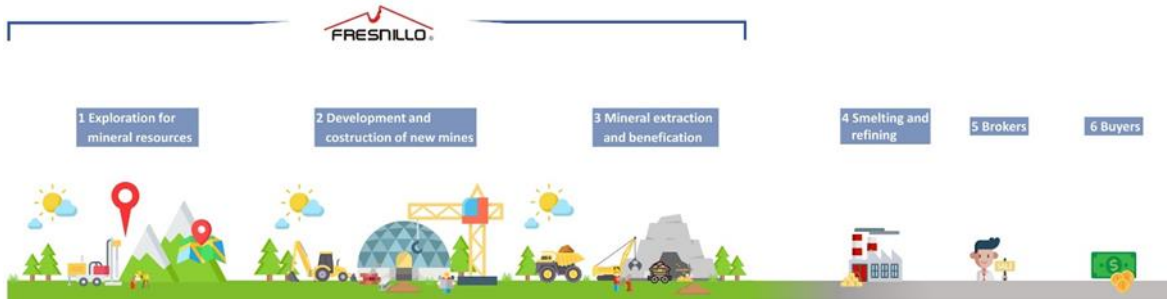 FRESNILLO
1 Exploration for
mineral resources
2 Development and
costruction of new mines
3 Mineral extraction
and benefication
4 Smelting and
refining
5 Brokers
6 Buyers
$